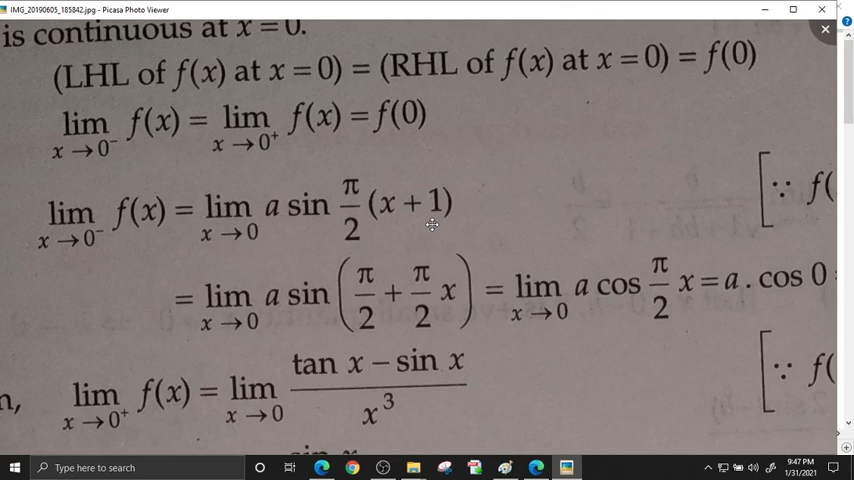 IMG_20190605_185842.jpg - Picasa Photo Viewer
is continuous at x = 0.
(LHL of f(x) at x = 0) = (RHL of f(x) at x = 0) = f(0)
lim x → 0⁻ f(x) = lim x → 0⁺ f(x) = f(0)
lim x → 0⁻ f(x) = lim x → 0 a sin π/2 (x + 1) [∵ f(
= lim x → 0 a sin (π/2 + π/2 x) = lim x → 0 a cos π/2 x = a . cos 0
lim x → 0⁺ f(x) = lim x → 0 (tan x − sin x)/x³ [∵ f(
Type here to search
9:47 PM
1/31/2021